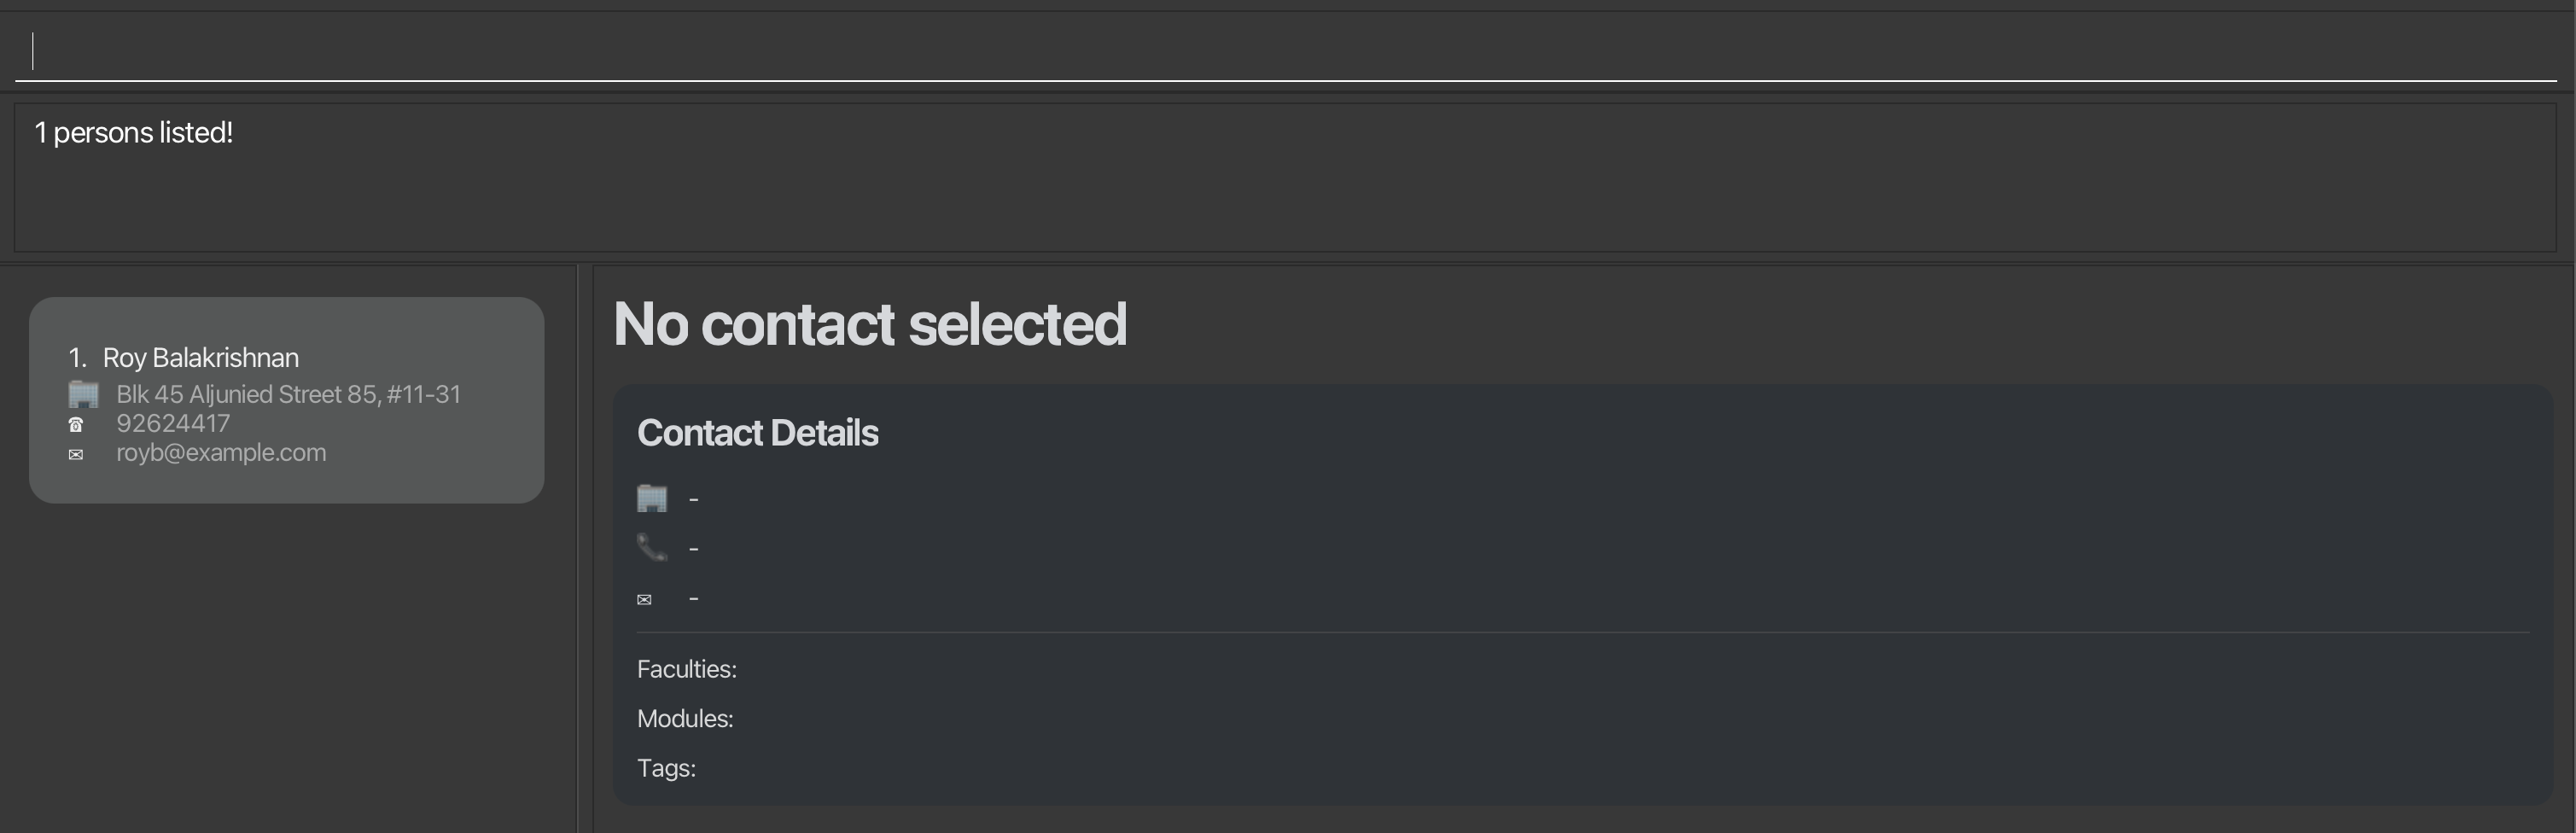 1 persons listed!
1. Roy Balakrishnan
Blk 45 Aljunied Street 85, #11-31
92624417
royb@example.com
No contact selected
Contact Details
-
-
-
Faculties:
Modules:
Tags: